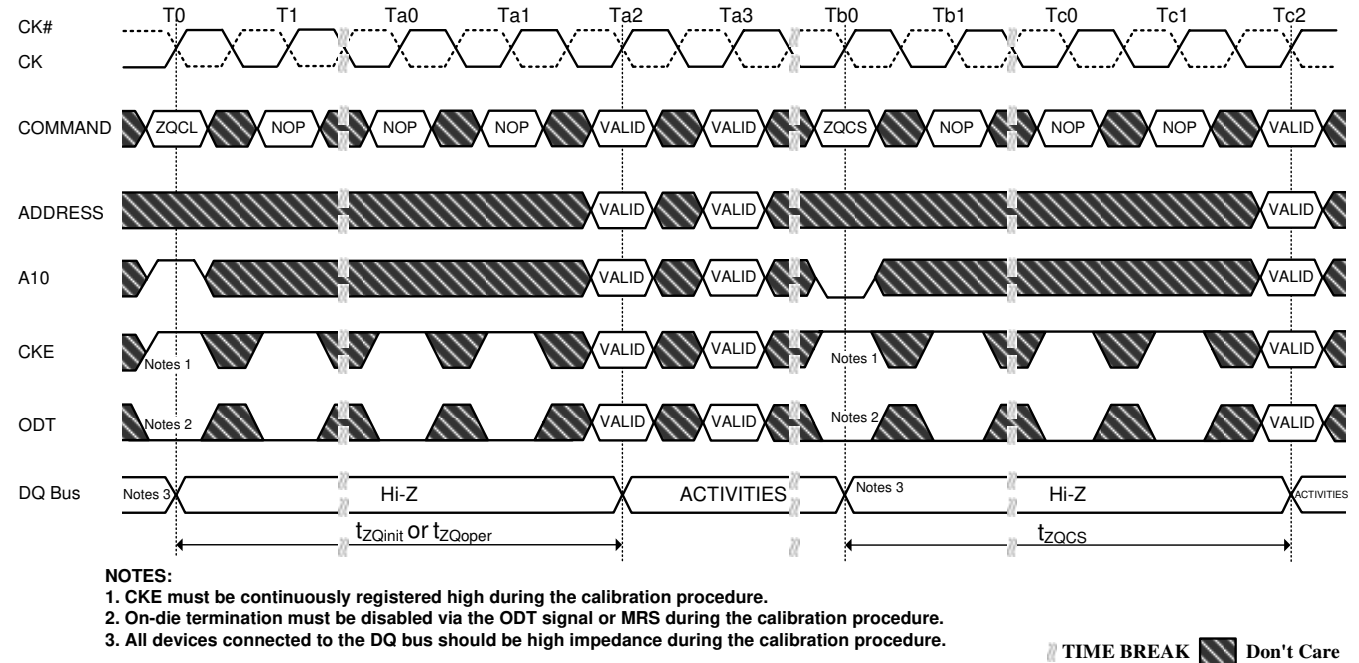 T0 T1 Ta0 Ta1 Ta2 Ta3 Tb0 Tb1 Tc0 Tc1 Tc2
CK#
CK
COMMAND ZQCL NOP NOP NOP VALID VALID ZQCS NOP NOP NOP VALID
ADDRESS VALID VALID VALID
A10 VALID VALID VALID
CKE Notes 1 VALID VALID Notes 1 VALID
ODT Notes 2 VALID VALID Notes 2 VALID
DQ Bus Notes 3 Hi-Z ACTIVITIES Notes 3 Hi-Z ACTIVITIES
tZQinit or tZQoper tZQCS
NOTES:
1. CKE must be continuously registered high during the calibration procedure.
2. On-die termination must be disabled via the ODT signal or MRS during the calibration procedure.
3. All devices connected to the DQ bus should be high impedance during the calibration procedure.
TIME BREAK Don't Care